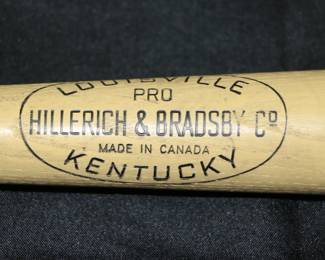 LOUISVILLE
PRO
HILLERICH & BRADSBY Cº
MADE IN CANADA
KENTUCKY